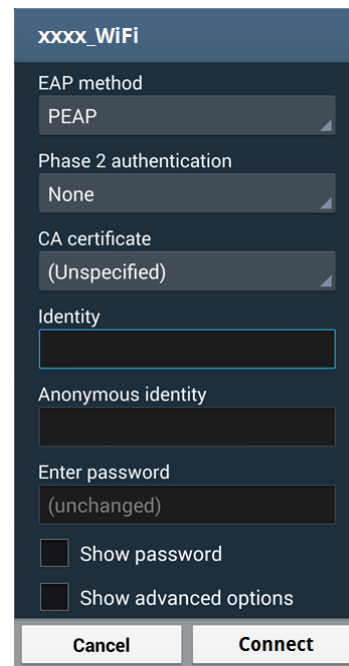 xxxx_WiFi
EAP method
PEAP
Phase 2 authentication
None
CA certificate
(Unspecified)
Identity
Anonymous identity
Enter password
(unchanged)
Show password
Show advanced options
Cancel Connect